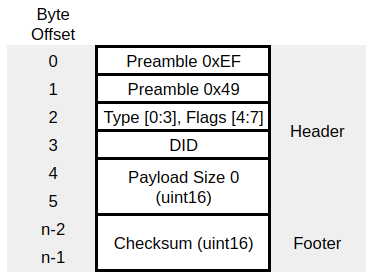 Byte
Offset
0 Preamble 0xEF
1 Preamble 0x49
2 Type [0:3], Flags [4:7]
Header
3 DID
4 Payload Size 0
5 (uint16)
n-2
Checksum (uint16) Footer
n-1